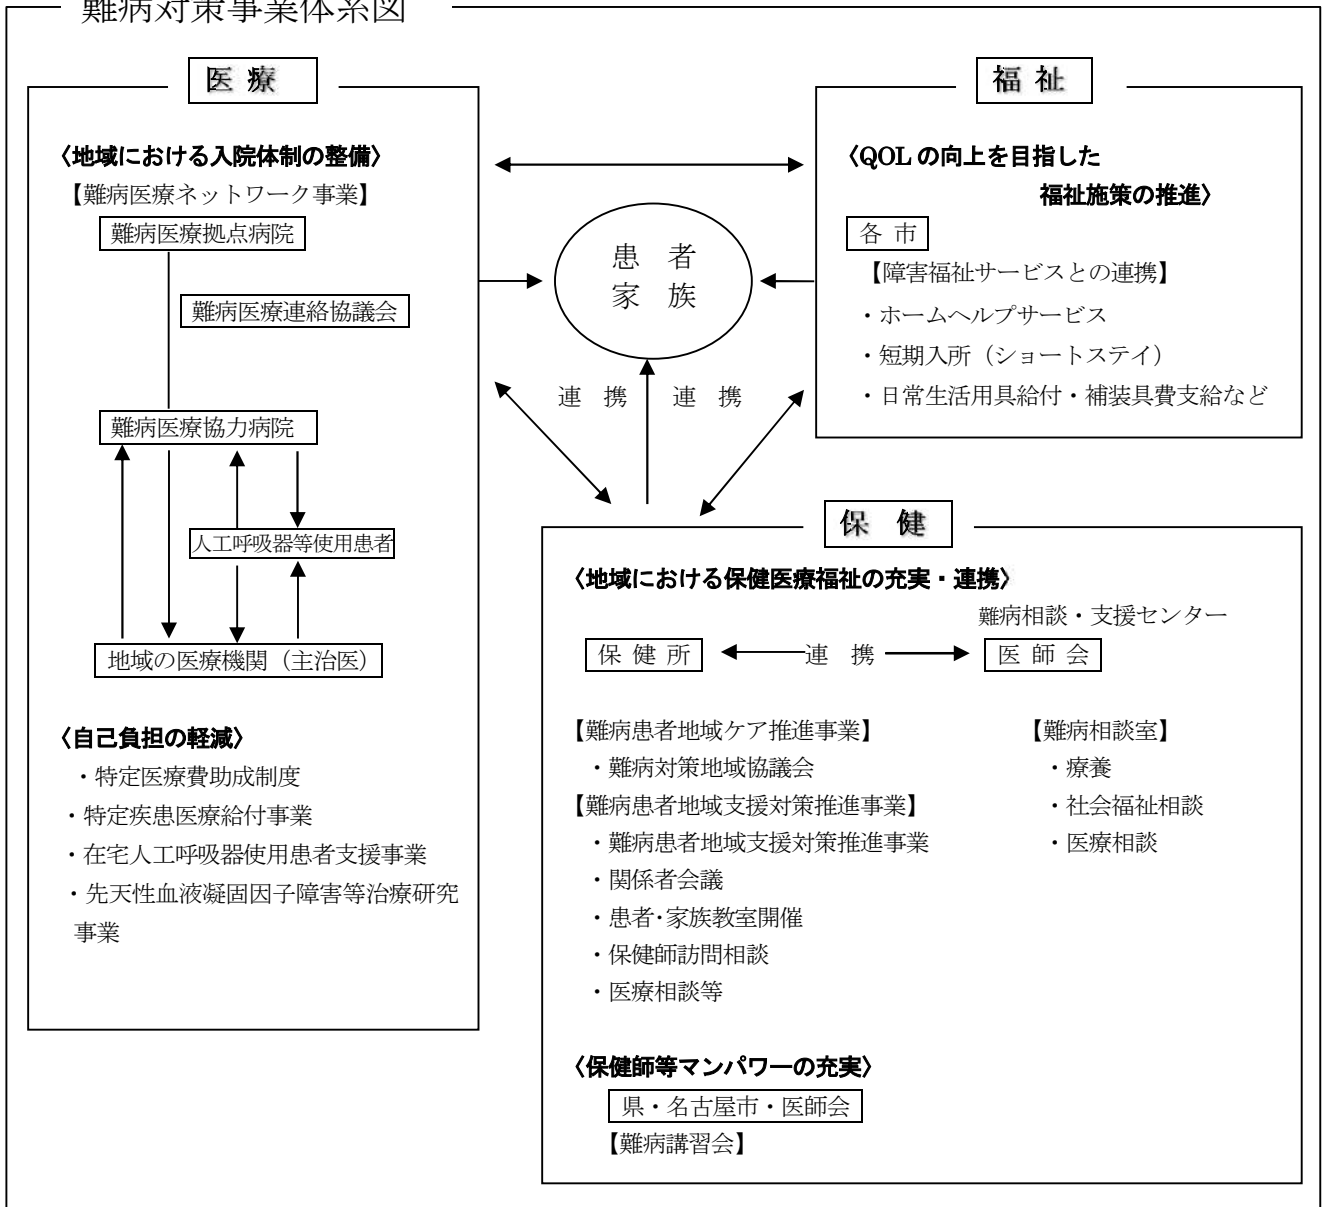 難病対策事業体系図
医 療
〈地域における入院体制の整備〉
【難病医療ネットワーク事業】
難病医療拠点病院
難病医療連絡協議会
難病医療協力病院
人工呼吸器等使用患者
地域の医療機関（主治医）
〈自己負担の軽減〉
・特定医療費助成制度
・特定疾患医療給付事業
・在宅人工呼吸器使用患者支援事業
・先天性血液凝固因子障害等治療研究
事業
患 者
家 族
連 携 連 携
福 祉
〈QOL の向上を目指した
福祉施策の推進〉
各 市
【障害福祉サービスとの連携】
・ホームヘルプサービス
・短期入所（ショートステイ）
・日常生活用具給付・補装具費支給など
保 健
〈地域における保健医療福祉の充実・連携〉
難病相談・支援センター
保 健 所 連 携 医 師 会
【難病患者地域ケア推進事業】
・難病対策地域協議会
【難病患者地域支援対策推進事業】
・難病患者地域支援対策推進事業
・関係者会議
・患者・家族教室開催
・保健師訪問相談
・医療相談等
【難病相談室】
・療養
・社会福祉相談
・医療相談
〈保健師等マンパワーの充実〉
県・名古屋市・医師会
【難病講習会】